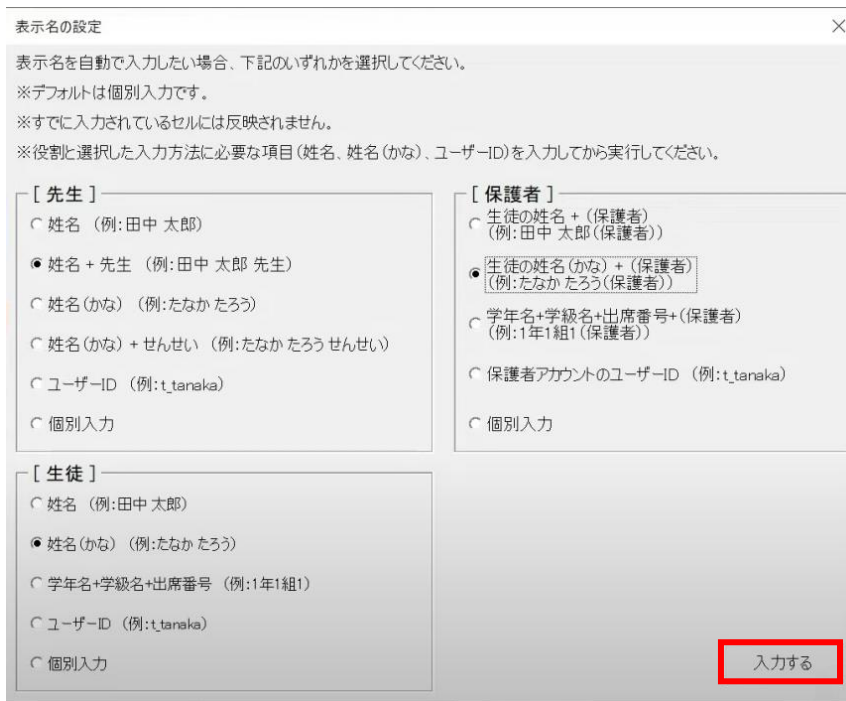 表示名の設定
表示名を自動で入力したい場合、下記のいずれかを選択してください。
※デフォルトは個別入力です。
※すでに入力されているセルには反映されません。
※役割と選択した入力方法に必要な項目(姓名、姓名(かな)、ユーザーID)を入力してから実行してください。
[ 先生 ]
姓名 (例:田中 太郎)
姓名 + 先生 (例:田中 太郎 先生)
姓名(かな) (例:たなか たろう)
姓名(かな) + せんせい (例:たなか たろう せんせい)
ユーザーID (例:t_tanaka)
個別入力
[ 保護者 ]
生徒の姓名 + (保護者)
(例:田中 太郎(保護者))
生徒の姓名(かな) + (保護者)
(例:たなか たろう(保護者))
学年名+学級名+出席番号+(保護者)
(例:1年1組1(保護者))
保護者アカウントのユーザーID (例:t_tanaka)
個別入力
[ 生徒 ]
姓名 (例:田中 太郎)
姓名(かな) (例:たなか たろう)
学年名+学級名+出席番号 (例:1年1組1)
ユーザーID (例:t_tanaka)
個別入力
入力する